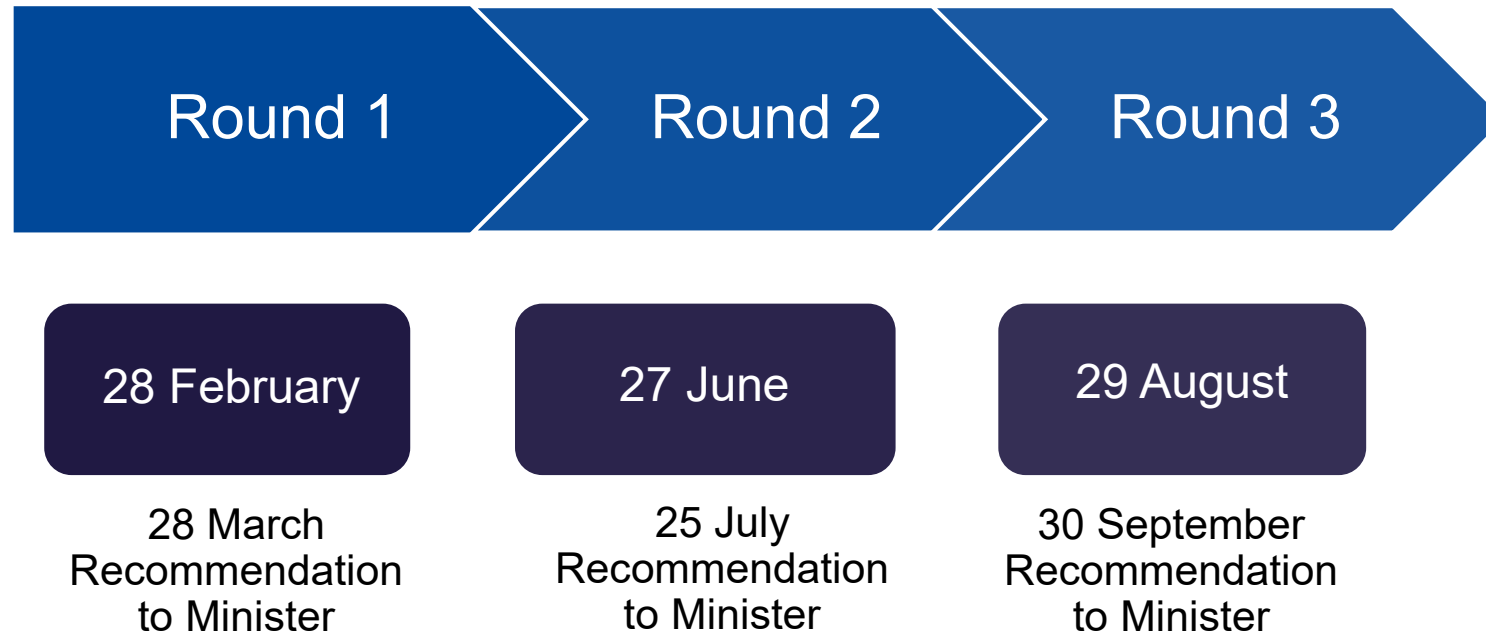 Round 1
Round 2
Round 3
28 February
27 June
29 August
28 March
Recommendation
to Minister
25 July
Recommendation
to Minister
30 September
Recommendation
to Minister